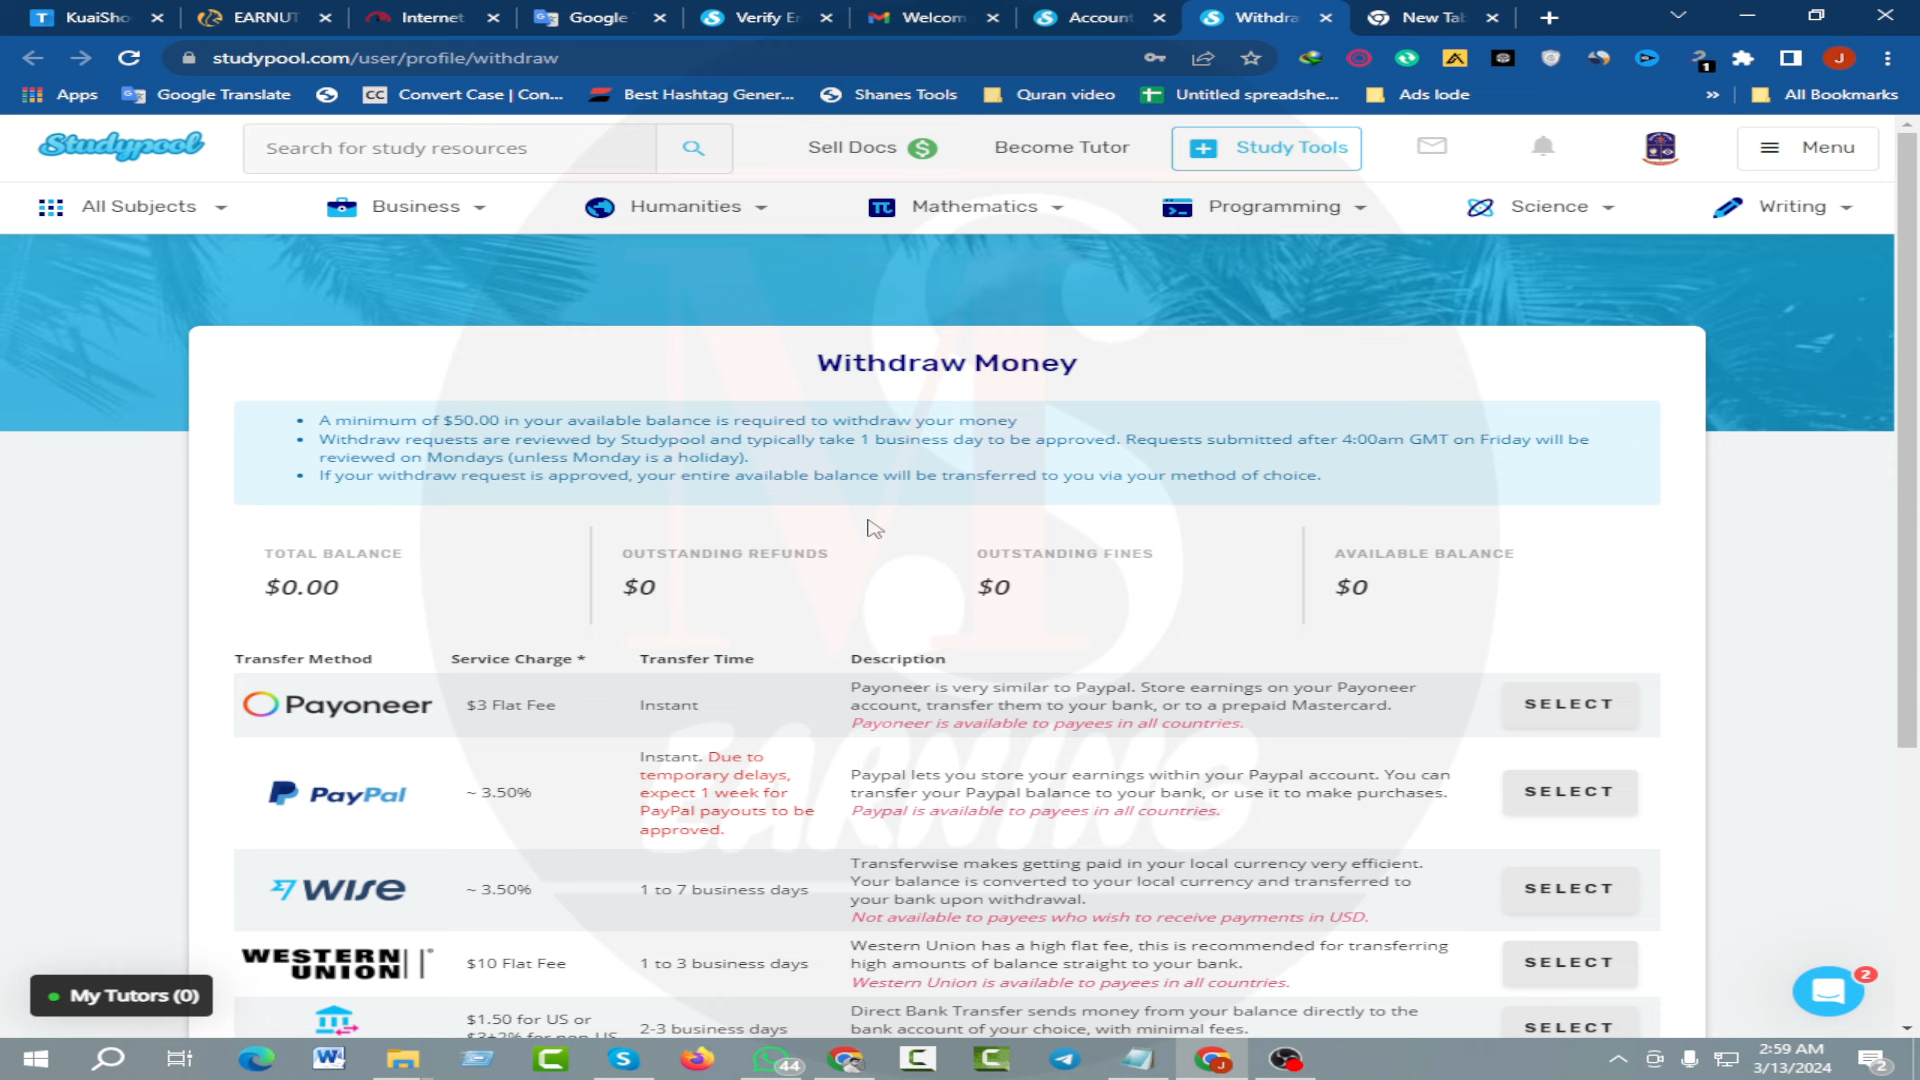 KuaiSho
EARNUT
Internet
Google
Verify Er
Welcom
Account
Withdra
New Tab
studypool.com/user/profile/withdraw
1
J
Apps
Google Translate
CC
Convert Case | Con...
Best Hashtag Gener...
Shanes Tools
Quran video
Untitled spreadshe...
Ads lode
»
All Bookmarks
Studypool
Search for study resources
Sell Docs
Become Tutor
Study Tools
Menu
All Subjects
Business
Humanities
Mathematics
Programming
Science
Writing
Withdraw Money
• A minimum of $50.00 in your available balance is required to withdraw your money
• Withdraw requests are reviewed by Studypool and typically take 1 business day to be approved. Requests submitted after 4:00am GMT on Friday will be
reviewed on Mondays (unless Monday is a holiday).
• If your withdraw request is approved, your entire available balance will be transferred to you via your method of choice.
TOTAL BALANCE
$0.00
OUTSTANDING REFUNDS
$0
OUTSTANDING FINES
$0
AVAILABLE BALANCE
$0
Transfer Method
Service Charge *
Transfer Time
Description
Payoneer
$3 Flat Fee
Instant
Payoneer is very similar to Paypal. Store earnings on your Payoneer
account, transfer them to your bank, or to a prepaid Mastercard.
Payoneer is available to payees in all countries.
SELECT
PayPal
~ 3.50%
Instant. Due to
temporary delays,
expect 1 week for
PayPal payouts to be
approved.
Paypal lets you store your earnings within your Paypal account. You can
transfer your Paypal balance to your bank, or use it to make purchases.
Paypal is available to payees in all countries.
SELECT
WISE
~ 3.50%
1 to 7 business days
Transferwise makes getting paid in your local currency very efficient.
Your balance is converted to your local currency and transferred to
your bank upon withdrawal.
Not available to payees who wish to receive payments in USD.
SELECT
WESTERN
UNION
$10 Flat Fee
1 to 3 business days
Western Union has a high flat fee, this is recommended for transferring
high amounts of balance straight to your bank.
Western Union is available to payees in all countries.
SELECT
$1.50 for US or
$3+2% for non US
2-3 business days
Direct Bank Transfer sends money from your balance directly to the
bank account of your choice, with minimal fees.
SELECT
MS
EARNING
My Tutors (0)
2
44
2:59 AM
3/13/2024
2